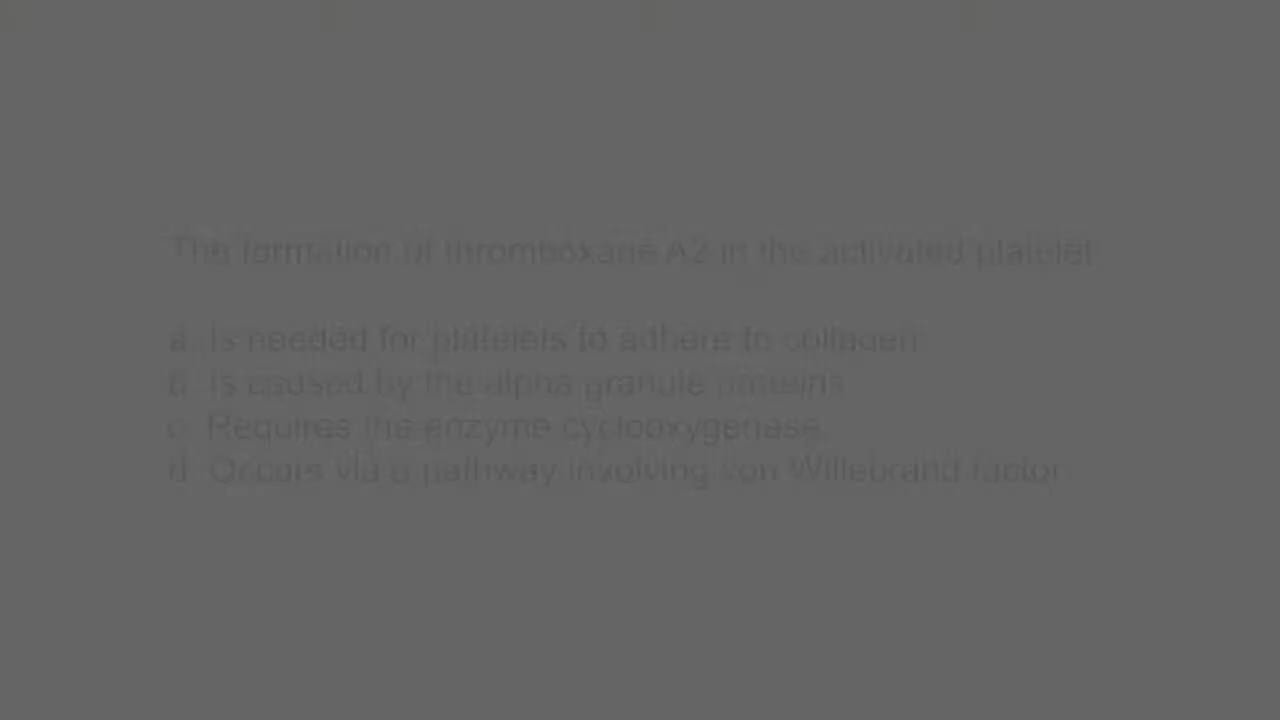 The formation of thromboxane A2 in the activated platelet
a. Is needed for platelets to adhere to collagen.
b. Is caused by the alpha granule proteins.
c. Requires the enzyme cyclooxygenase.
d. Occurs via a pathway involving von Willebrand factor.